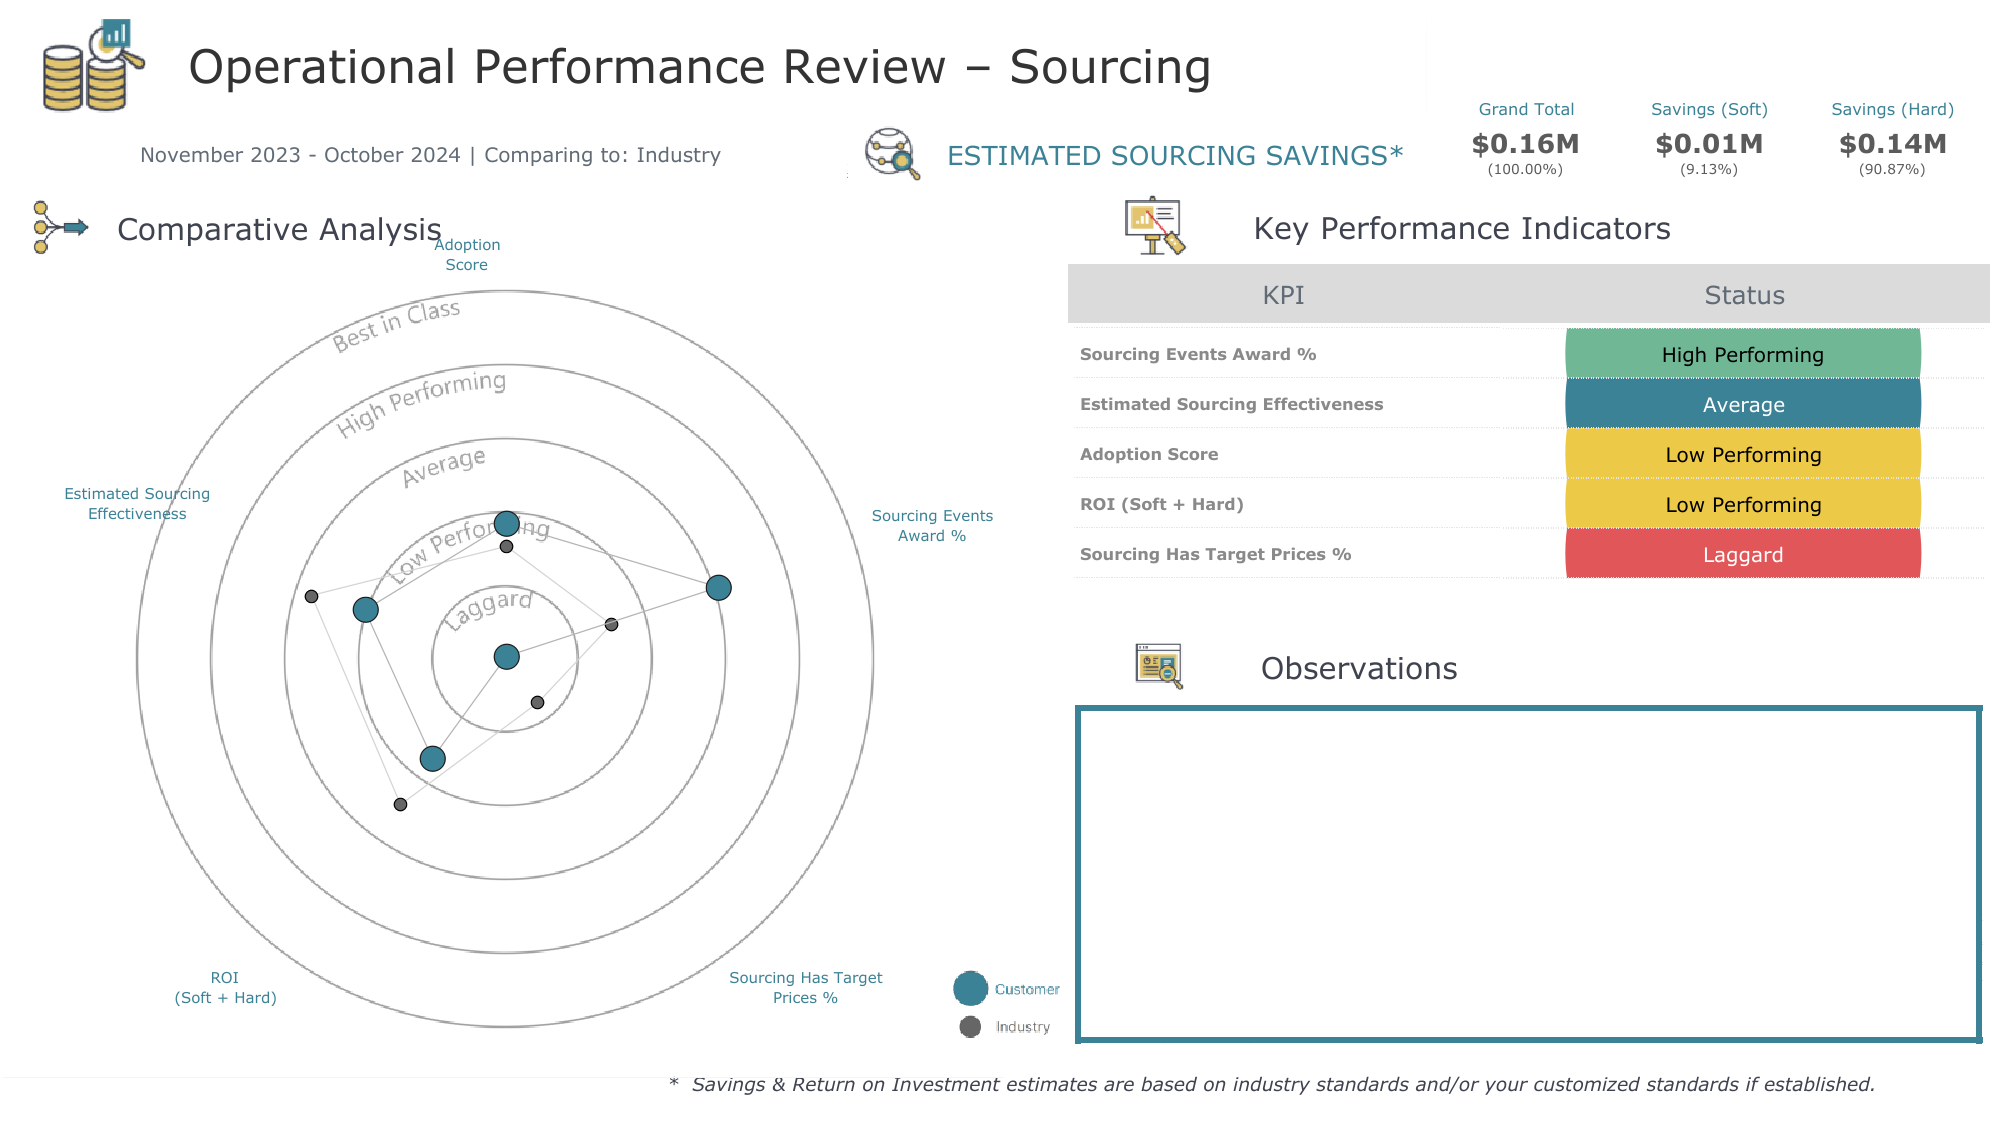 Operational Performance Review – Sourcing
November 2023 - October 2024 | Comparing to: Industry
ESTIMATED SOURCING SAVINGS*
Grand Total
$0.16M
(100.00%)
Savings (Soft)
$0.01M
(9.13%)
Savings (Hard)
$0.14M
(90.87%)
Comparative Analysis
Adoption
Score
Best in Class
High Performing
Average
Low Performing
Laggard
Estimated Sourcing
Effectiveness
Sourcing Events
Award %
ROI
(Soft + Hard)
Sourcing Has Target
Prices %
Customer
Industry
Key Performance Indicators
KPI Status
Sourcing Events Award % High Performing
Estimated Sourcing Effectiveness Average
Adoption Score Low Performing
ROI (Soft + Hard) Low Performing
Sourcing Has Target Prices % Laggard
Observations
* Savings & Return on Investment estimates are based on industry standards and/or your customized standards if established.